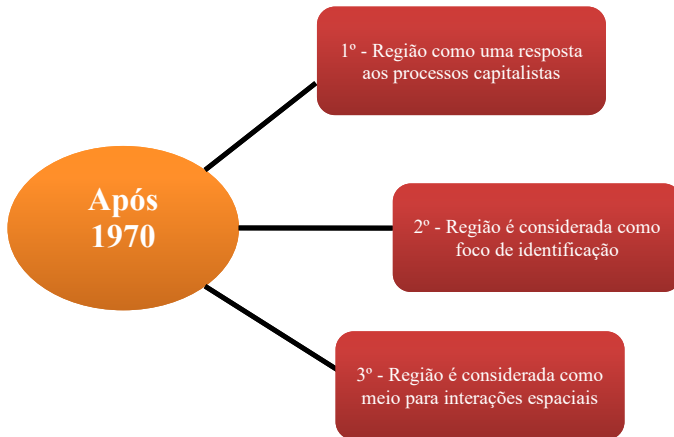 1º - Região como uma resposta
aos processos capitalistas
Após
1970
2º - Região é considerada como
foco de identificação
3º - Região é considerada como
meio para interações espaciais